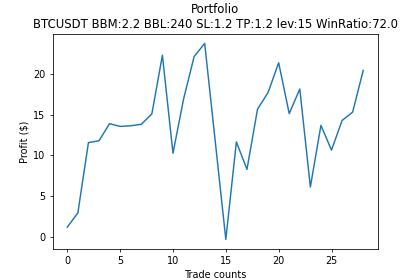 Portfolio
BTCUSDT BBM:2.2 BBL:240 SL:1.2 TP:1.2 lev:15 WinRatio:72.0
Profit ($)
20
15
10
5
0
0 5 10 15 20 25
Trade counts